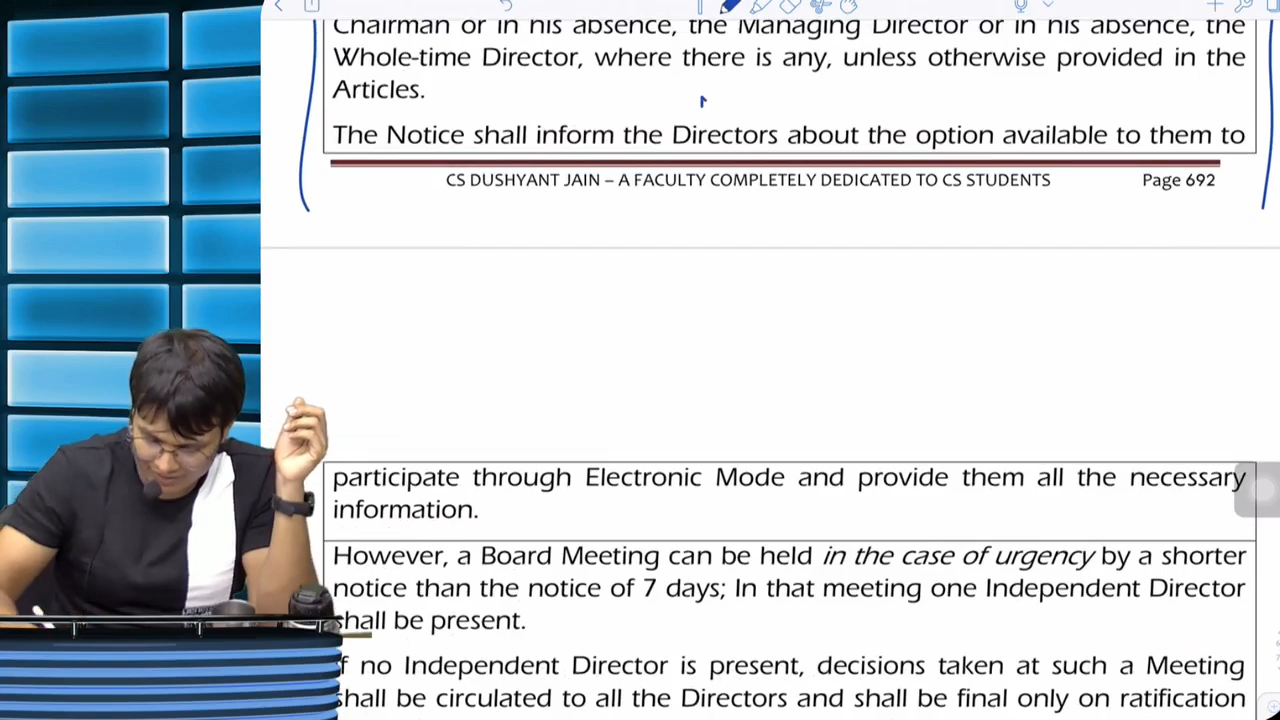 Chairman or in his absence, the Managing Director or in his absence, the
Whole-time Director, where there is any, unless otherwise provided in the
Articles.
The Notice shall inform the Directors about the option available to them to
CS DUSHYANT JAIN – A FACULTY COMPLETELY DEDICATED TO CS STUDENTS Page 692
participate through Electronic Mode and provide them all the necessary
information.
However, a Board Meeting can be held in the case of urgency by a shorter
notice than the notice of 7 days; In that meeting one Independent Director
shall be present.
If no Independent Director is present, decisions taken at such a Meeting
shall be circulated to all the Directors and shall be final only on ratification